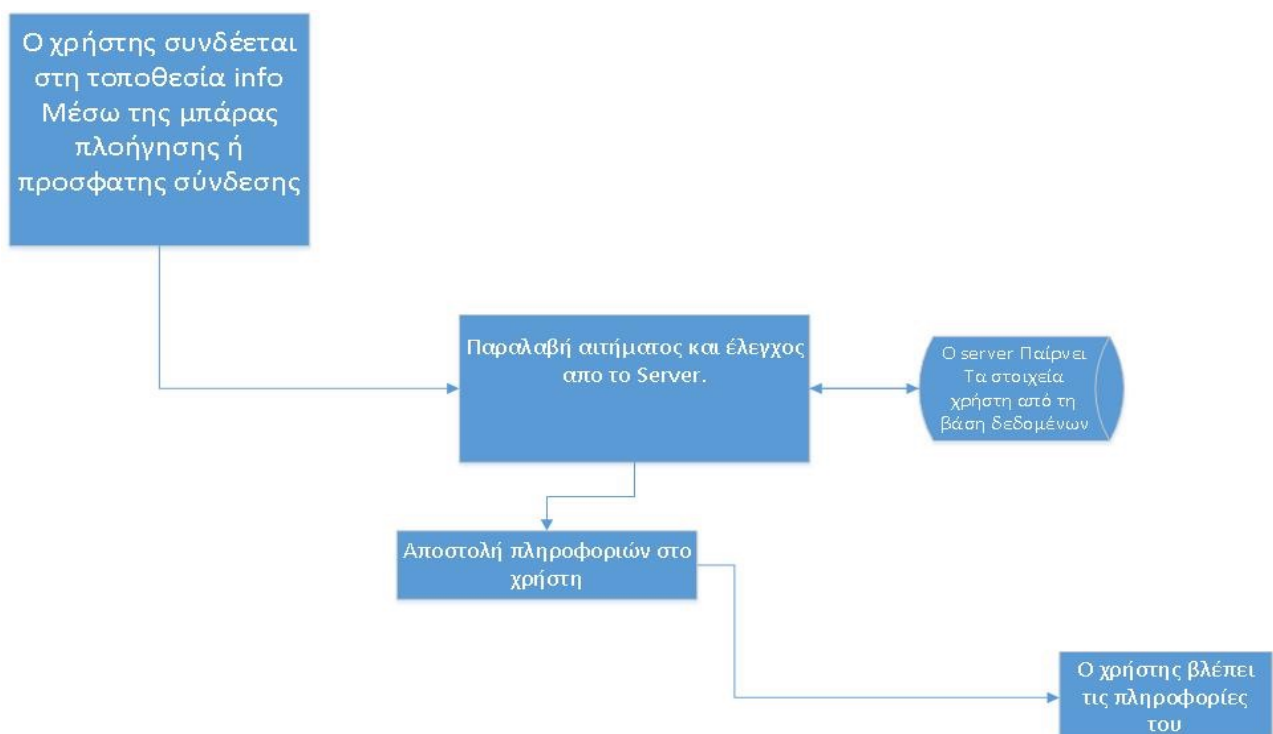 Ο χρήστης συνδέεται
στη τοποθεσία info
Μέσω της μπάρας
πλοήγησης ή
προσφατης σύνδεσης
Παραλαβή αιτήματος και έλεγχος
απο το Server.
Ο server Παίρνει
Τα στοιχεία
χρήστη από τη
βάση δεδομένων
Αποστολή πληροφοριών στο
χρήστη
Ο χρήστης βλέπει
τις πληροφορίες
του